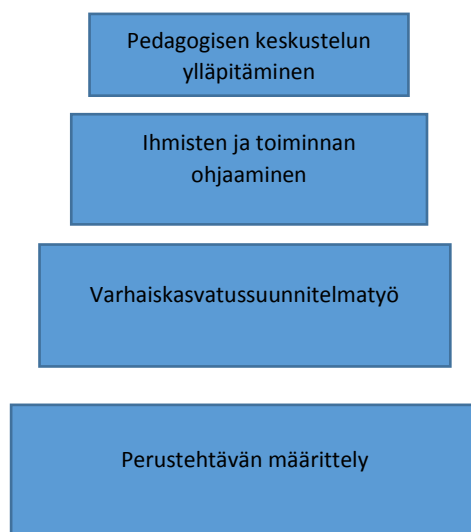 Pedagogisen keskustelun
ylläpitäminen
Ihmisten ja toiminnan
ohjaaminen
Varhaiskasvatussuunnitelmatyö
Perustehtävän määrittely